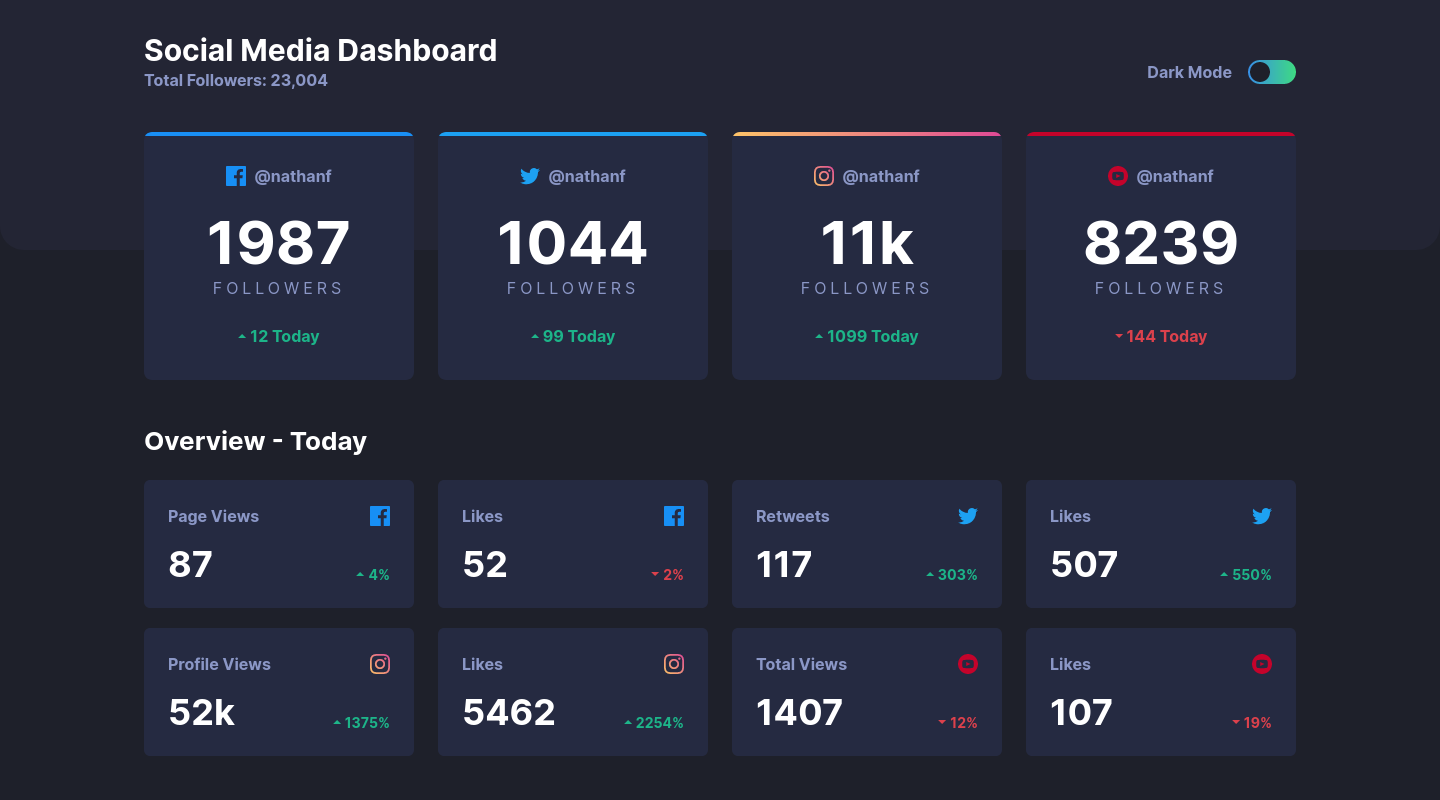 Social Media Dashboard
Total Followers: 23,004
Dark Mode
@nathanf
1987
FOLLOWERS
12 Today
@nathanf
1044
FOLLOWERS
99 Today
@nathanf
11k
FOLLOWERS
1099 Today
@nathanf
8239
FOLLOWERS
144 Today
Overview - Today
Page Views
87
4%
Likes
52
2%
Retweets
117
303%
Likes
507
550%
Profile Views
52k
1375%
Likes
5462
2254%
Total Views
1407
12%
Likes
107
19%